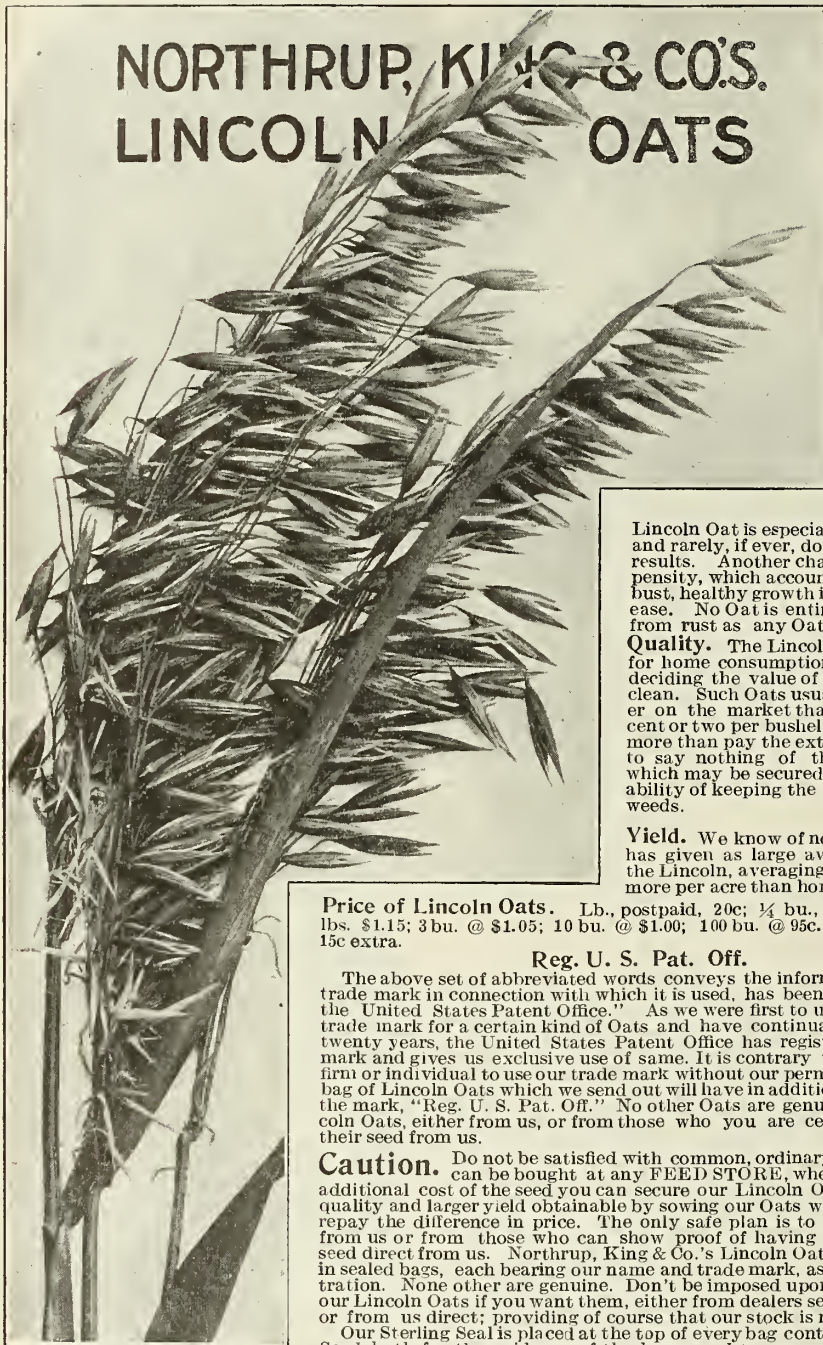 NORTHRUP, KING & CO'S.
LINCOLN OATS
Lincoln Oat is especia
and rarely, if ever, do
results. Another cha
pensity, which accoun
bust, healthy growth i
ease. No Oat is entir
from rust as any Oat
Quality. The Lincol
for home consumption
deciding the value of
clean. Such Oats usu
er on the market tha
cent or two per bushel
more than pay the ext
to say nothing of th
which may be secured
ability of keeping the
weeds.
Yield. We know of no
has given as large av
the Lincoln, averaging
more per acre than hom
Price of Lincoln Oats. Lb., postpaid, 20c; ¼ bu.,
lbs. $1.15; 3 bu. @ $1.05; 10 bu. @ $1.00; 100 bu. @ 95c.
15c extra.
Reg. U. S. Pat. Off.
The above set of abbreviated words conveys the inform
trade mark in connection with which it is used, has been
the United States Patent Office." As we were first to u
trade mark for a certain kind of Oats and have continua
twenty years, the United States Patent Office has regis
mark and gives us exclusive use of same. It is contrary
firm or individual to use our trade mark without our perm
bag of Lincoln Oats which we send out will have in additi
the mark, "Reg. U. S. Pat. Off." No other Oats are genu
coln Oats, either from us, or from those who you are ce
their seed from us.
Caution. Do not be satisfied with common, ordinar
can be bought at any FEED STORE, whe
additional cost of the seed you can secure our Lincoln O
quality and larger yield obtainable by sowing our Oats w
repay the difference in price. The only safe plan is to
from us or from those who can show proof of having
seed direct from us. Northrup, King & Co.'s Lincoln Oat
in sealed bags, each bearing our name and trade mark, as
tration. None other are genuine. Don't be imposed upon
our Lincoln Oats if you want them, either from dealers se
or from us direct; providing of course that our stock is n
Our Sterling Seal is placed at the top of every bag cont